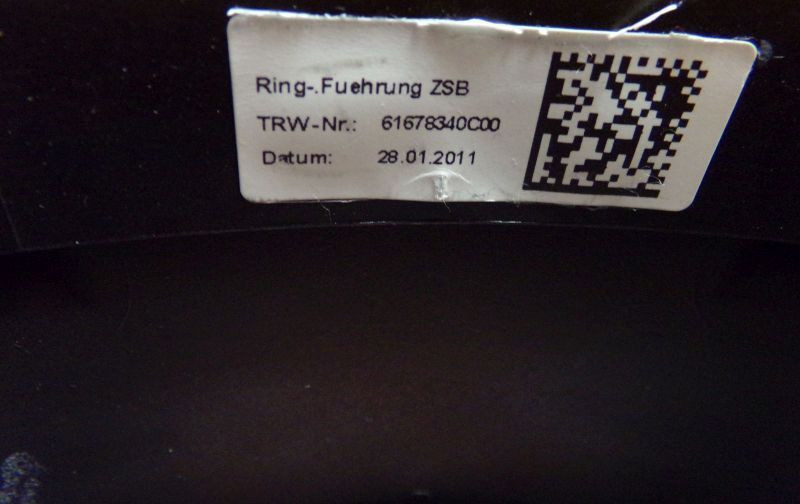 Ring-.Fuehrung ZSB
TRW-Nr.: 61678340C00
Datum: 28.01.2011